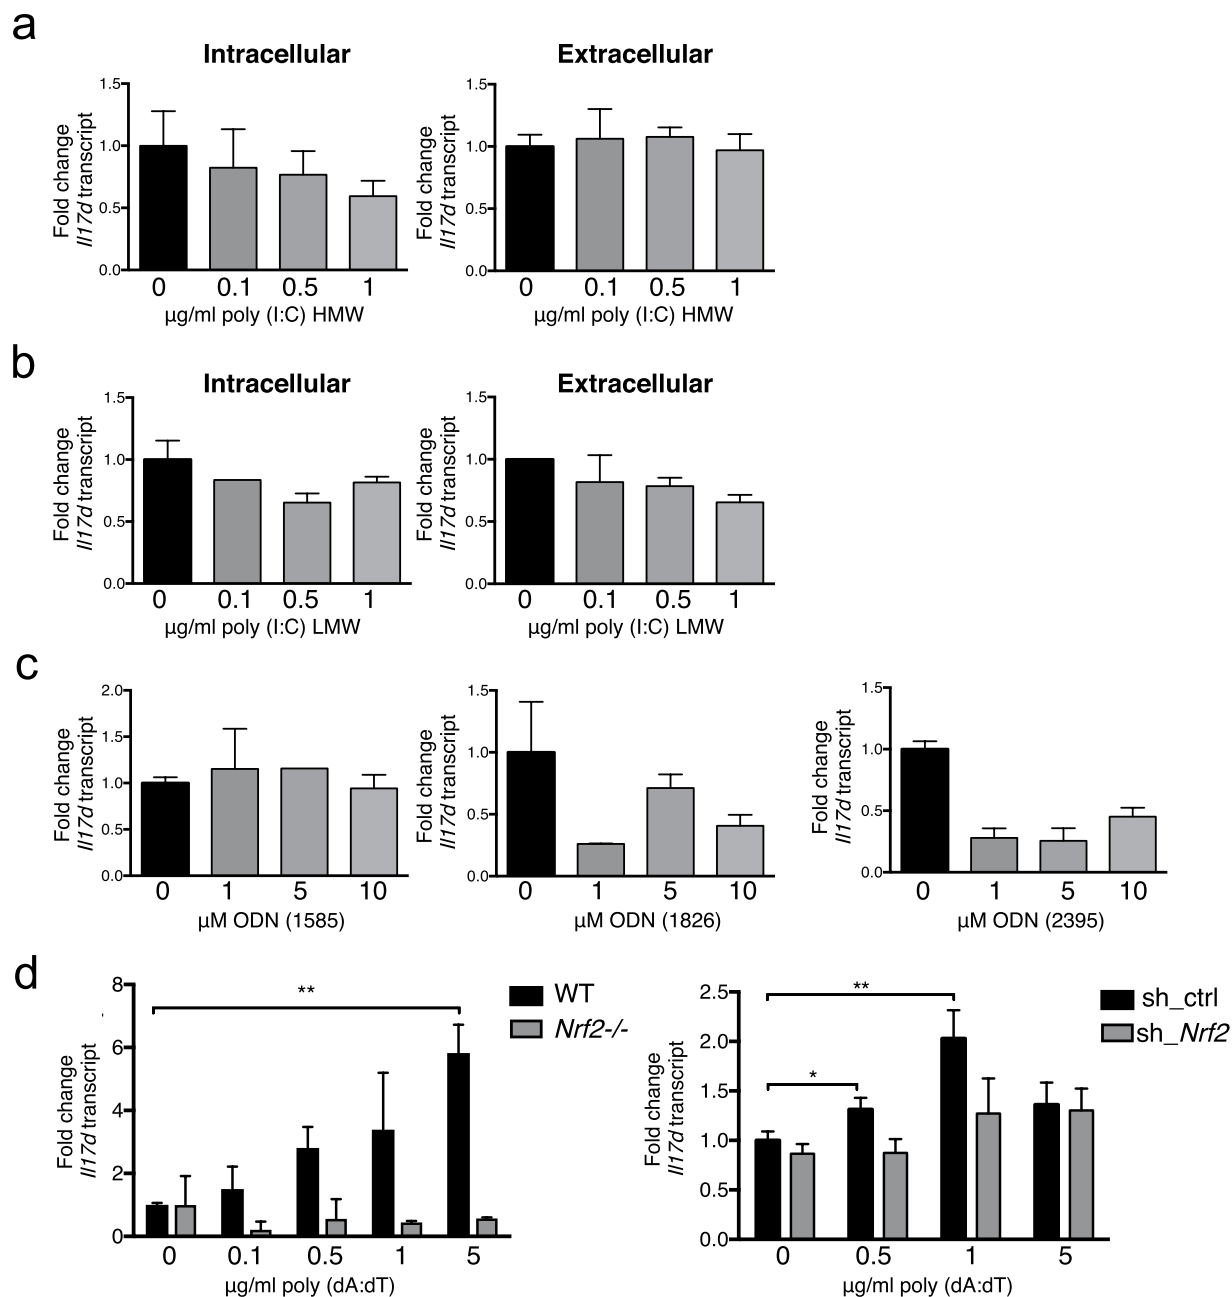 a
Intracellular
Extracellular
Fold change
Il17d transcript
1.5
1.0
0.5
0.0
0 0.1 0.5 1
µg/ml poly (I:C) HMW
Fold change
Il17d transcript
1.5
1.0
0.5
0.0
0 0.1 0.5 1
µg/ml poly (I:C) HMW
b
Intracellular
Extracellular
Fold change
Il17d transcript
1.5
1.0
0.5
0.0
0 0.1 0.5 1
µg/ml poly (I:C) LMW
Fold change
Il17d transcript
1.5
1.0
0.5
0.0
0 0.1 0.5 1
µg/ml poly (I:C) LMW
c
Fold change
Il17d transcript
2.0
1.5
1.0
0.5
0.0
0 1 5 10
µM ODN (1585)
Fold change
Il17d transcript
1.5
1.0
0.5
0.0
0 1 5 10
µM ODN (1826)
Fold change
Il17d transcript
1.5
1.0
0.5
0.0
0 1 5 10
µM ODN (2395)
d
Fold change
Il17d transcript
8
6
4
2
0
**
WT
Nrf2-/-
0 0.1 0.5 1 5
µg/ml poly (dA:dT)
Fold change
Il17d transcript
2.5
2.0
1.5
1.0
0.5
0.0
**
*
sh_ctrl
sh_Nrf2
0 0.5 1 5
µg/ml poly (dA:dT)